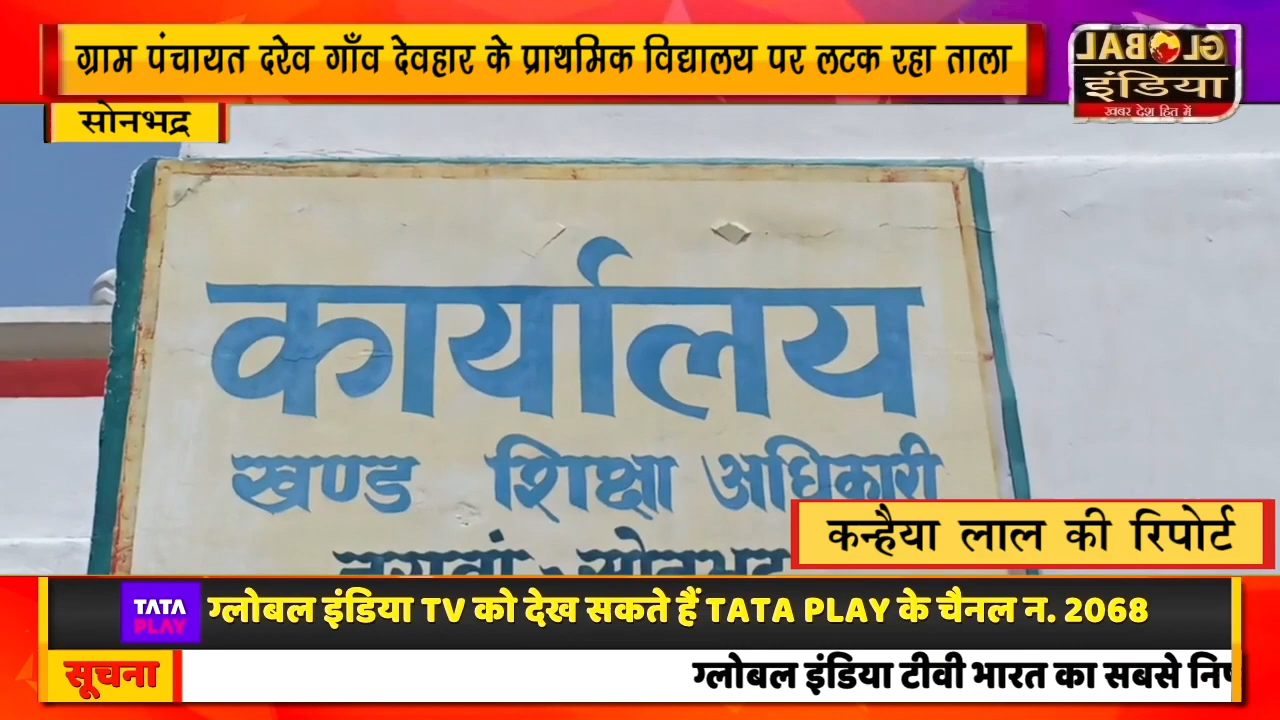 ग्राम पंचायत दरेव गाँव देवहार के प्राथमिक विद्यालय पर लटक रहा ताला
GLOBAL
इंडिया
खबर देश हित में
सोनभद्र
कार्यालय
खण्ड शिक्षा अधिकारी
कन्हैया लाल की रिपोर्ट
TATA
PLAY
ग्लोबल इंडिया TV को देख सकते हैं TATA PLAY के चैनल न. 2068
सूचना
ग्लोबल इंडिया टीवी भारत का सबसे